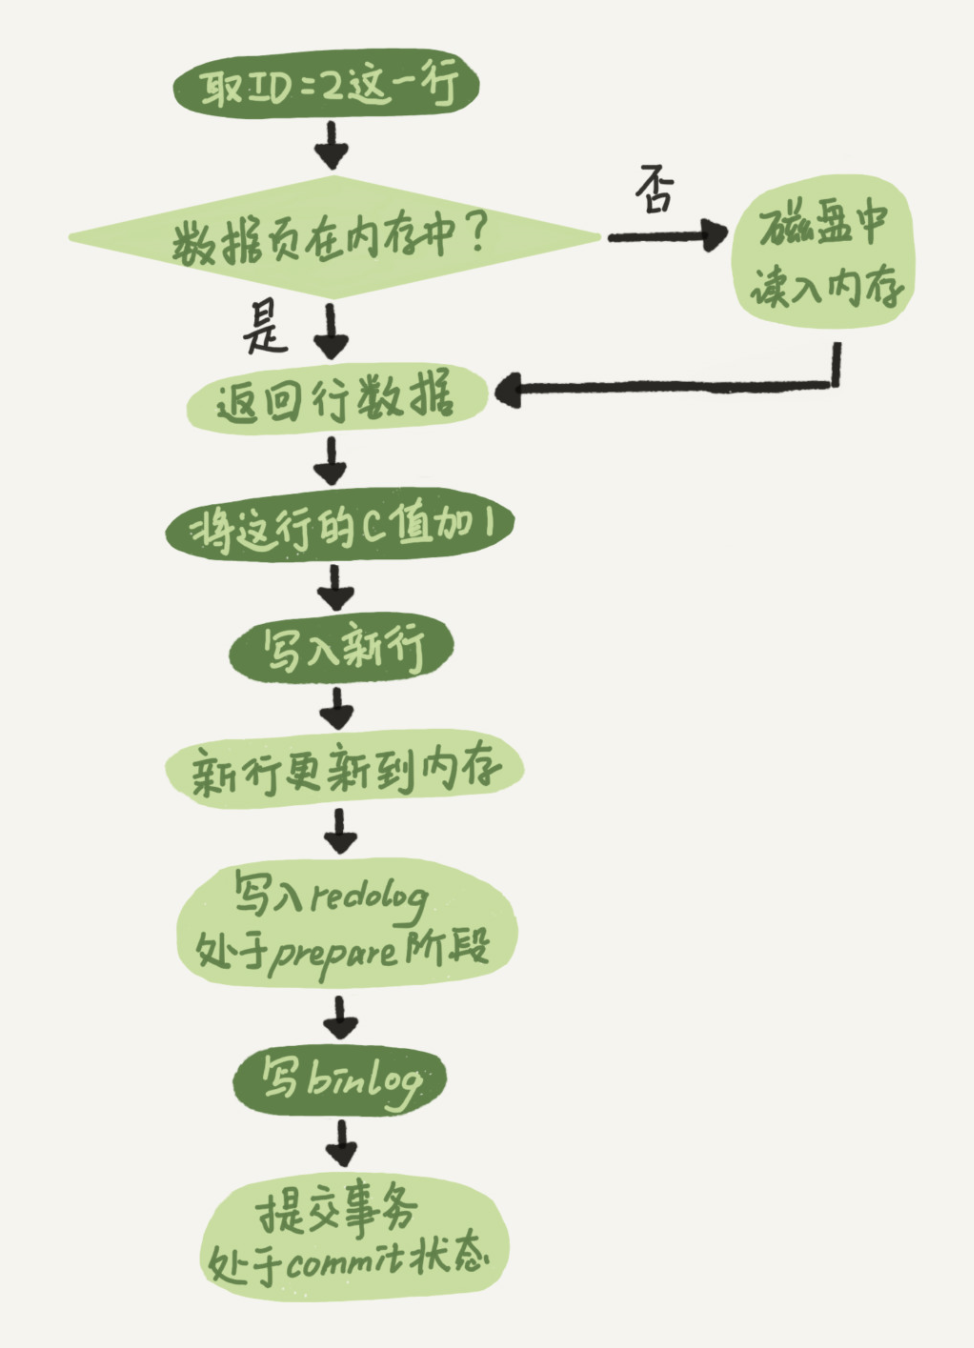 取ID=2这一行
数据页在内存中?
否
磁盘中
读入内存
是
返回行数据
将这行的C值加1
写入新行
新行更新到内存
写入redolog
处于prepare阶段
写binlog
提交事务
处于commit状态